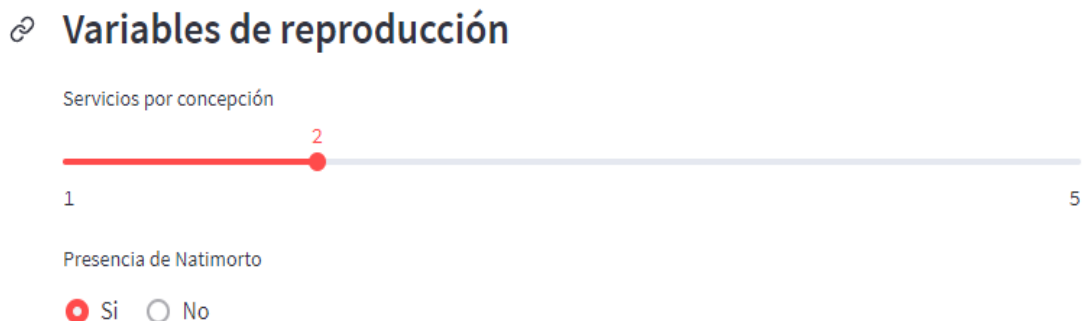 Variables de reproducción
Servicios por concepción
2
1 5
Presencia de Natimorto
Si No